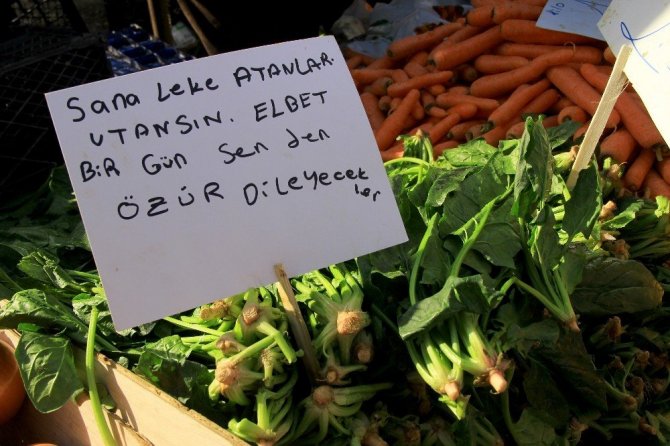 Sana Leke ATANLAR.
UTANSIN. ELBET
BiR Gün Sen den
ÖZÜR DiLeyecek
ler